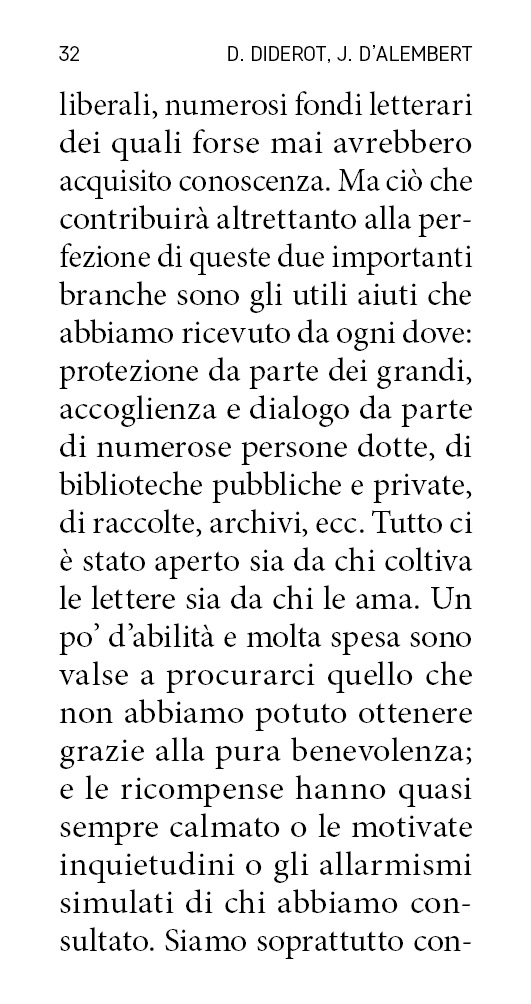 32 D. DIDEROT, J. D’ALEMBERT
liberali, numerosi fondi letterari
dei quali forse mai avrebbero
acquisito conoscenza. Ma ciò che
contribuirà altrettanto alla per-
fezione di queste due importanti
branche sono gli utili aiuti che
abbiamo ricevuto da ogni dove:
protezione da parte dei grandi,
accoglienza e dialogo da parte
di numerose persone dotte, di
biblioteche pubbliche e private,
di raccolte, archivi, ecc. Tutto ci
è stato aperto sia da chi coltiva
le lettere sia da chi le ama. Un
po’ d’abilità e molta spesa sono
valse a procurarci quello che
non abbiamo potuto ottenere
grazie alla pura benevolenza;
e le ricompense hanno quasi
sempre calmato o le motivate
inquietudini o gli allarmismi
simulati di chi abbiamo con-
sultato. Siamo soprattutto con-